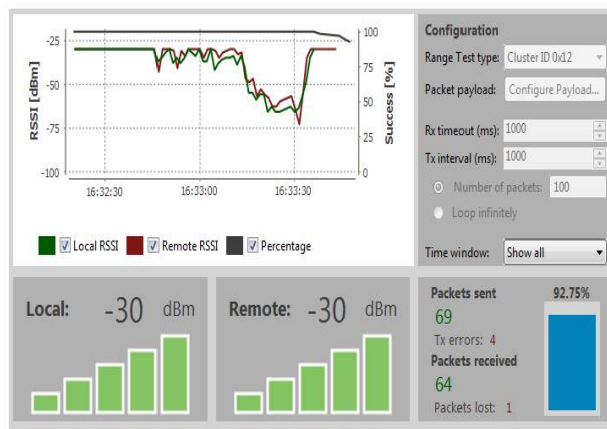 -25
-50
-75
-100
RSSI [dBm]
100
75
50
25
0
Success [%]
16:32:30
16:33:00
16:33:30
Local RSSI
Remote RSSI
Percentage
Configuration
Range Test type: Cluster ID 0x12
Packet payload: Configure Payload...
Rx timeout (ms): 1000
Tx interval (ms): 1000
Number of packets: 100
Loop infinitely
Time window: Show all
Local: -30 dBm
Remote: -30 dBm
Packets sent
69
Tx errors: 4
Packets received
64
Packets lost: 1
92.75%